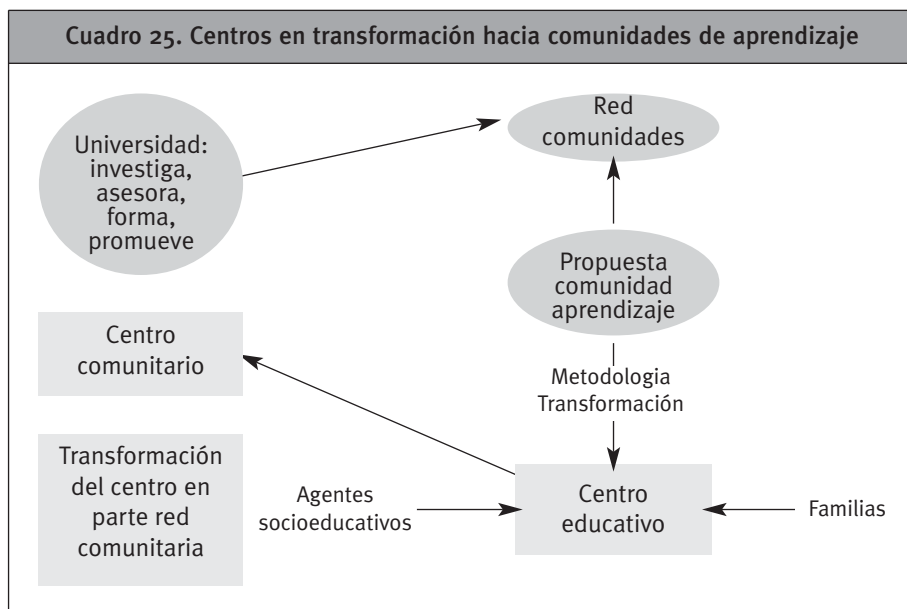 Cuadro 25. Centros en transformación hacia comunidades de aprendizaje
Universidad:
investiga,
asesora,
forma,
promueve
Red
comunidades
Propuesta
comunidad
aprendizaje
Centro
comunitario
Metodologia
Transformación
Transformación
del centro en
parte red
comunitaria
Agentes
socioeducativos
Centro
educativo
Familias